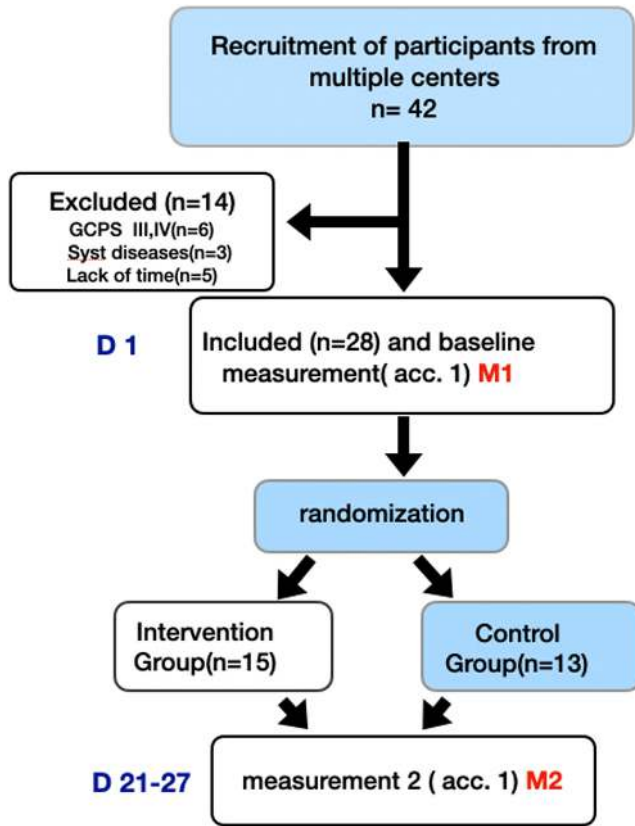 Recruitment of participants from
multiple centers
n= 42
Excluded (n=14)
GCPS III,IV(n=6)
Syst diseases(n=3)
Lack of time(n=5)
D 1
Included (n=28) and baseline
measurement( acc. 1) M1
randomization
Intervention
Group(n=15)
Control
Group(n=13)
D 21-27
measurement 2 ( acc. 1) M2